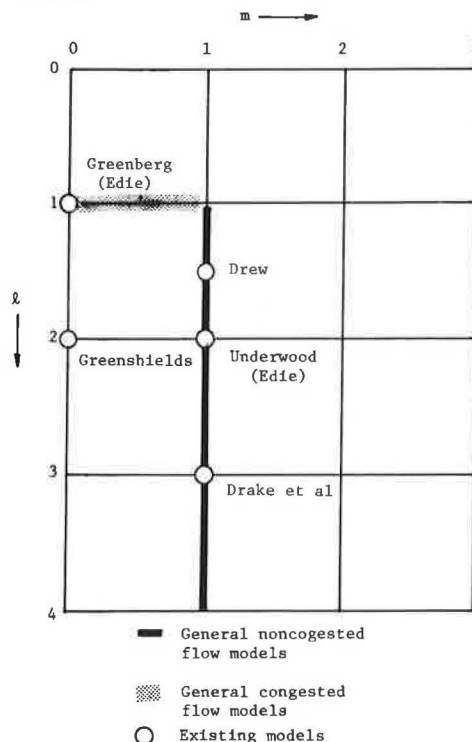 m
0 1 2
0
Greenberg
(Edie)
1
Drew
ℓ
2
Greenshields
Underwood
(Edie)
3
Drake et al
4
General noncogested
flow models
General congested
flow models
Existing models